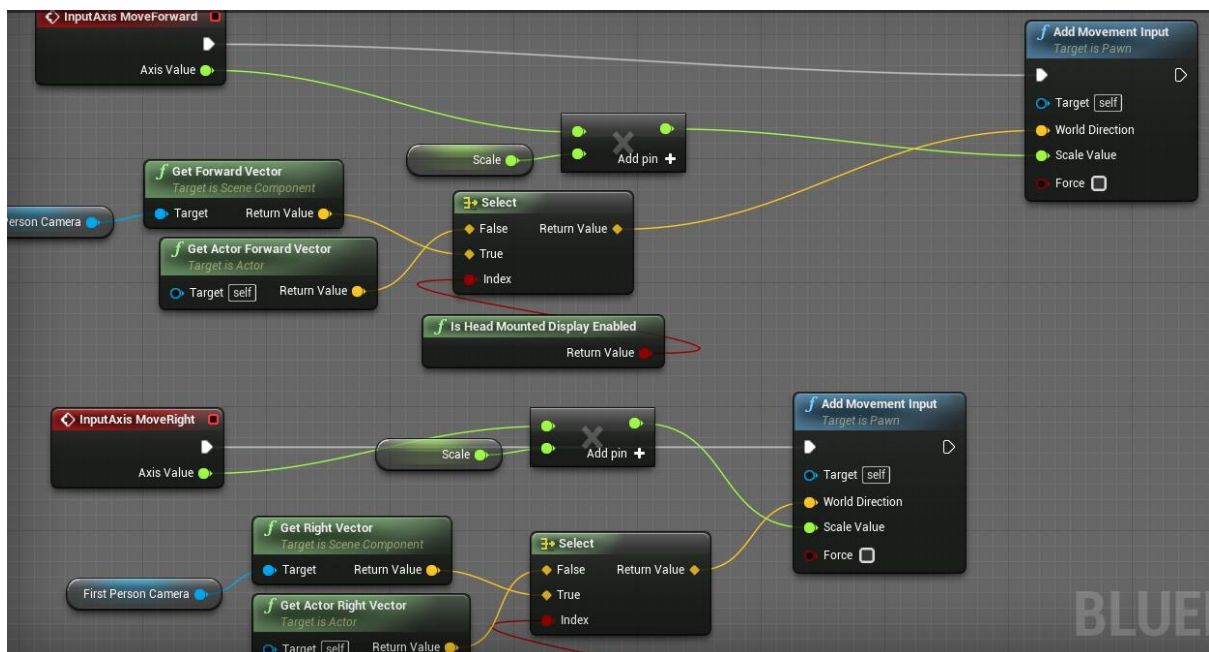 InputAxis MoveForward
Axis Value
Add Movement Input
Target is Pawn
Target self
World Direction
Scale Value
Force
Scale
Add pin
Get Forward Vector
Target is Scene Component
Target Return Value
erson Camera
Get Actor Forward Vector
Target is Actor
Target self Return Value
Select
False Return Value
True
Index
Is Head Mounted Display Enabled
Return Value
InputAxis MoveRight
Axis Value
Scale
Add pin
Add Movement Input
Target is Pawn
Target self
World Direction
Scale Value
Force
Get Right Vector
Target is Scene Component
Target Return Value
First Person Camera
Get Actor Right Vector
Target is Actor
Target self Return Value
Select
False Return Value
True
Index
BLUE